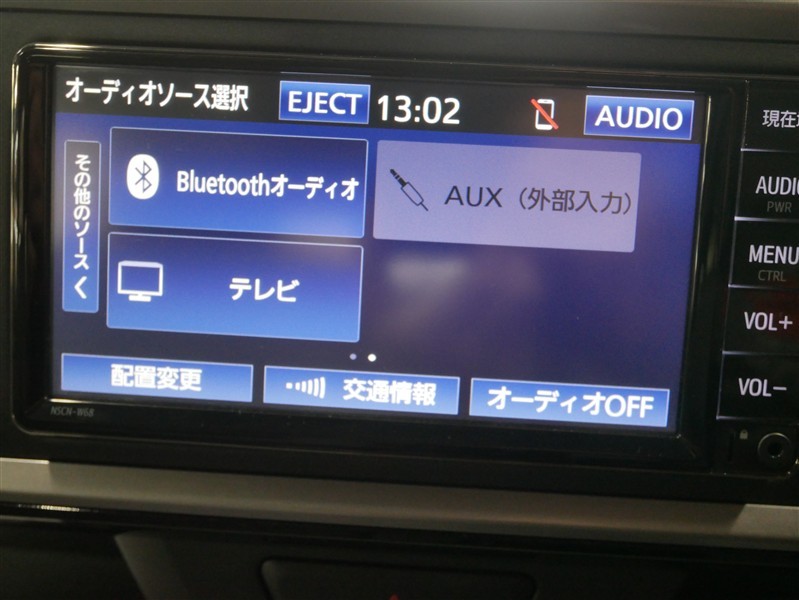 オーディオソース選択 EJECT 13:02 AUDIO
その他のソース く
Bluetoothオーディオ
AUX（外部入力）
テレビ
配置変更 交通情報 オーディオOFF
NSCN-W68
現在
AUDIO
PWR
MENU
CTRL
VOL+
VOL-